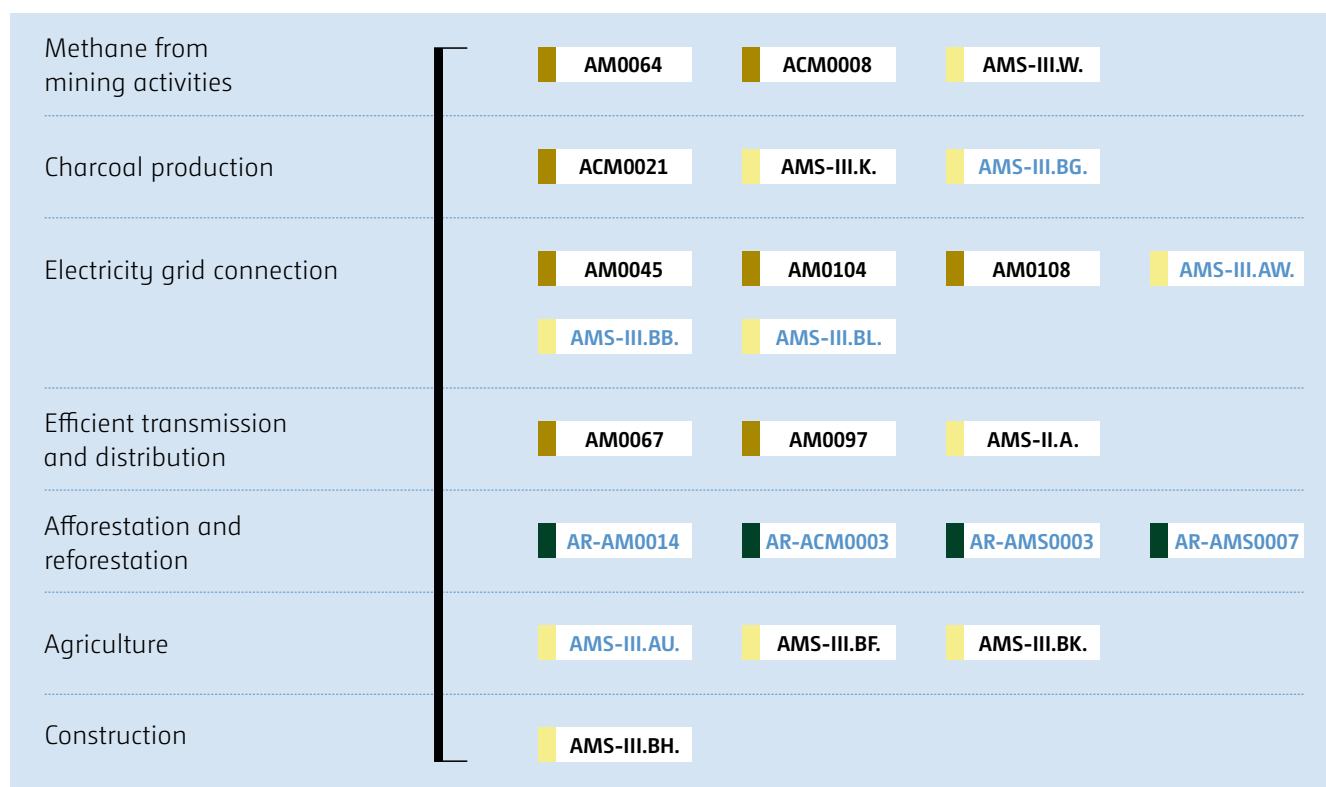 Methane from
mining activities
AM0064 ACM0008 AMS-III.W.
Charcoal production
ACM0021 AMS-III.K. AMS-III.BG.
Electricity grid connection
AM0045 AM0104 AM0108 AMS-III.AW.
AMS-III.BB. AMS-III.BL.
Efficient transmission
and distribution
AM0067 AM0097 AMS-II.A.
Afforestation and
reforestation
AR-AM0014 AR-ACM0003 AR-AMS0003 AR-AMS0007
Agriculture
AMS-III.AU. AMS-III.BF. AMS-III.BK.
Construction
AMS-III.BH.